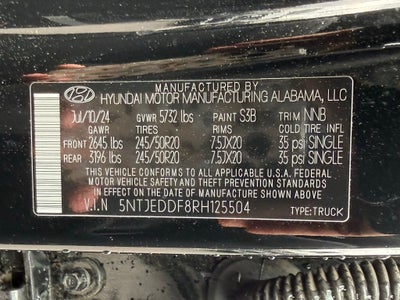 MANUFACTURED BY
HYUNDAI MOTOR MANUFACTURING ALABAMA, LLC
Jul/10/24 GVWR 5732 lbs PAINT S3B TRIM NNB
GAWR TIRES RIMS COLD TIRE INFL
FRONT 2645 lbs 245/50R20 7.5JX20 35 psi SINGLE
REAR 3196 lbs 245/50R20 7.5JX20 35 psi SINGLE
THIS VEHICLE CONFORMS TO ALL APPLICABLE U.S.A. FEDERAL
MOTOR VEHICLE SAFETY BUMPER AND THEFT PREVENTION
STANDARDS IN EFFECT ON THE DATE OF MANUFACTURE SHOWN ABOVE
V.I.N 5NTJEDDF8RH125504 TYPE:TRUCK